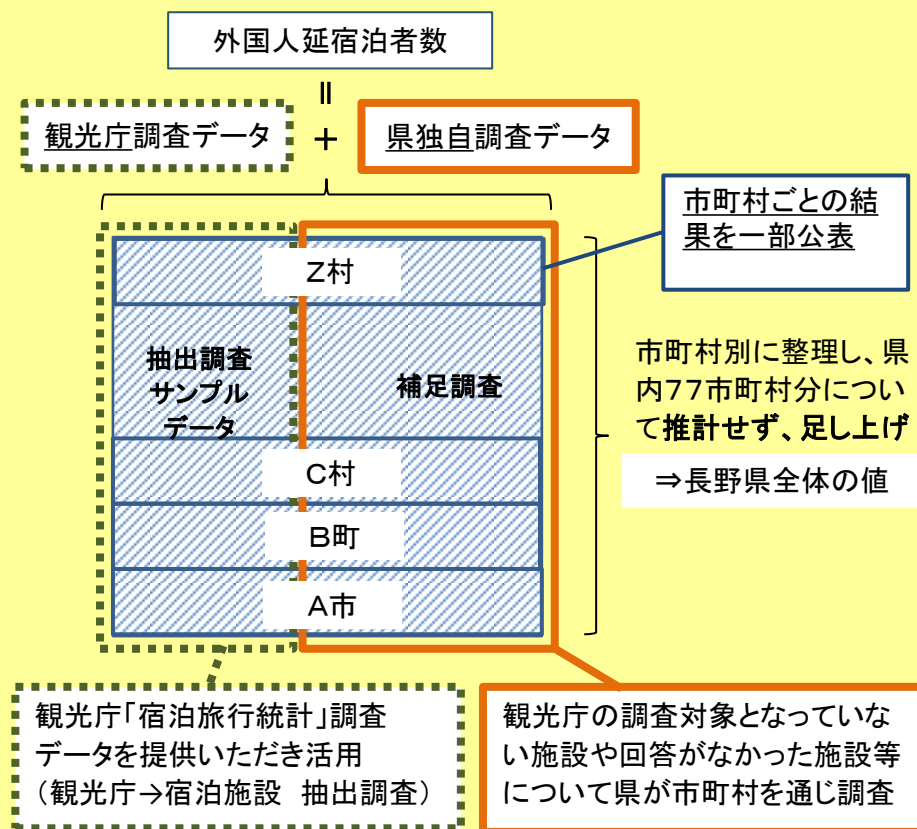 外国人延宿泊者数
＝
観光庁調査データ
＋
県独自調査データ
市町村ごとの結
果を一部公表
Z村
抽出調査
サンプル
データ
補足調査
C村
B町
A市
市町村別に整理し、県
内77市町村分につい
て推計せず、足し上げ
⇒長野県全体の値
観光庁「宿泊旅行統計」調査
データを提供いただき活用
（観光庁→宿泊施設　抽出調査）
観光庁の調査対象となっていな
い施設や回答がなかった施設等
について県が市町村を通じ調査